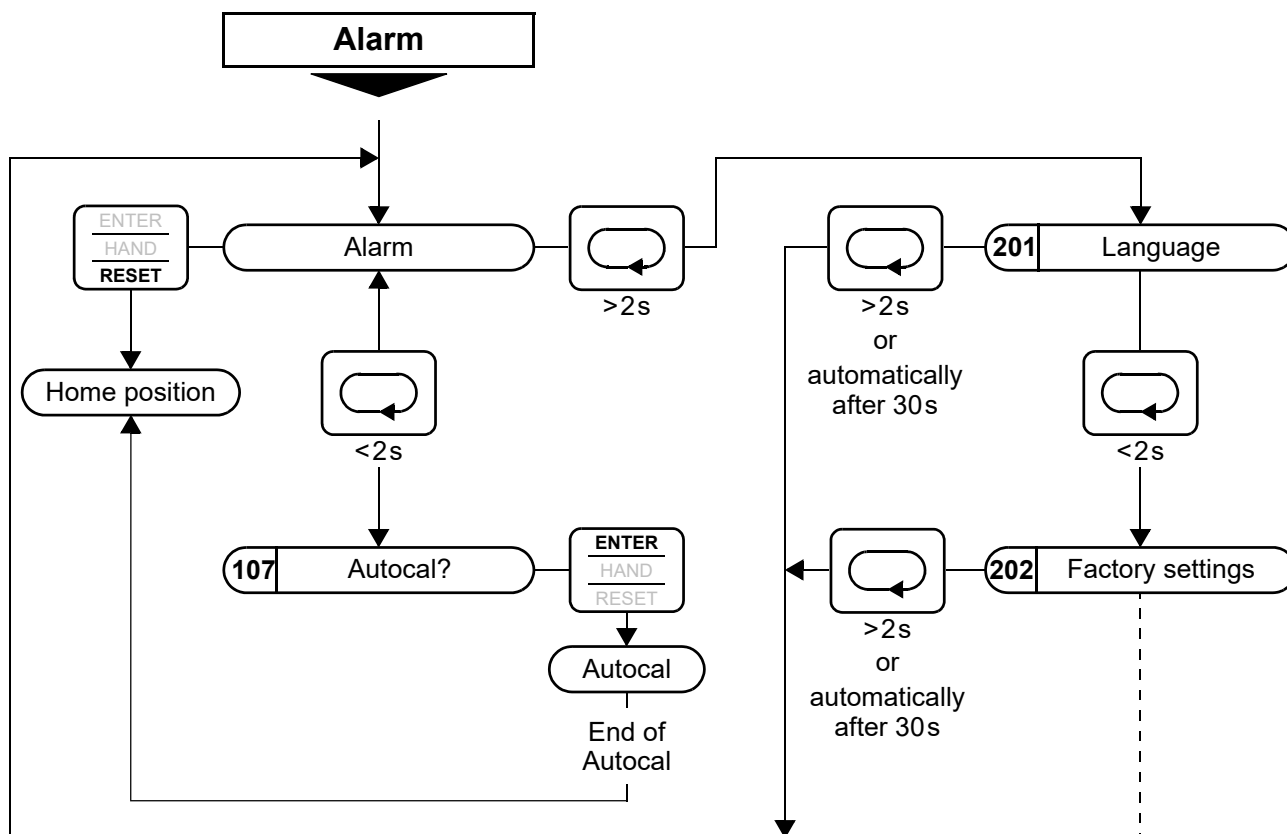 Alarm
ENTER
HAND
RESET
Alarm
>2s
>2s
or
automatically
after 30s
201 Language
Home position
<2s
<2s
107 Autocal?
ENTER
HAND
RESET
>2s
or
automatically
after 30s
202 Factory settings
Autocal
End of
Autocal